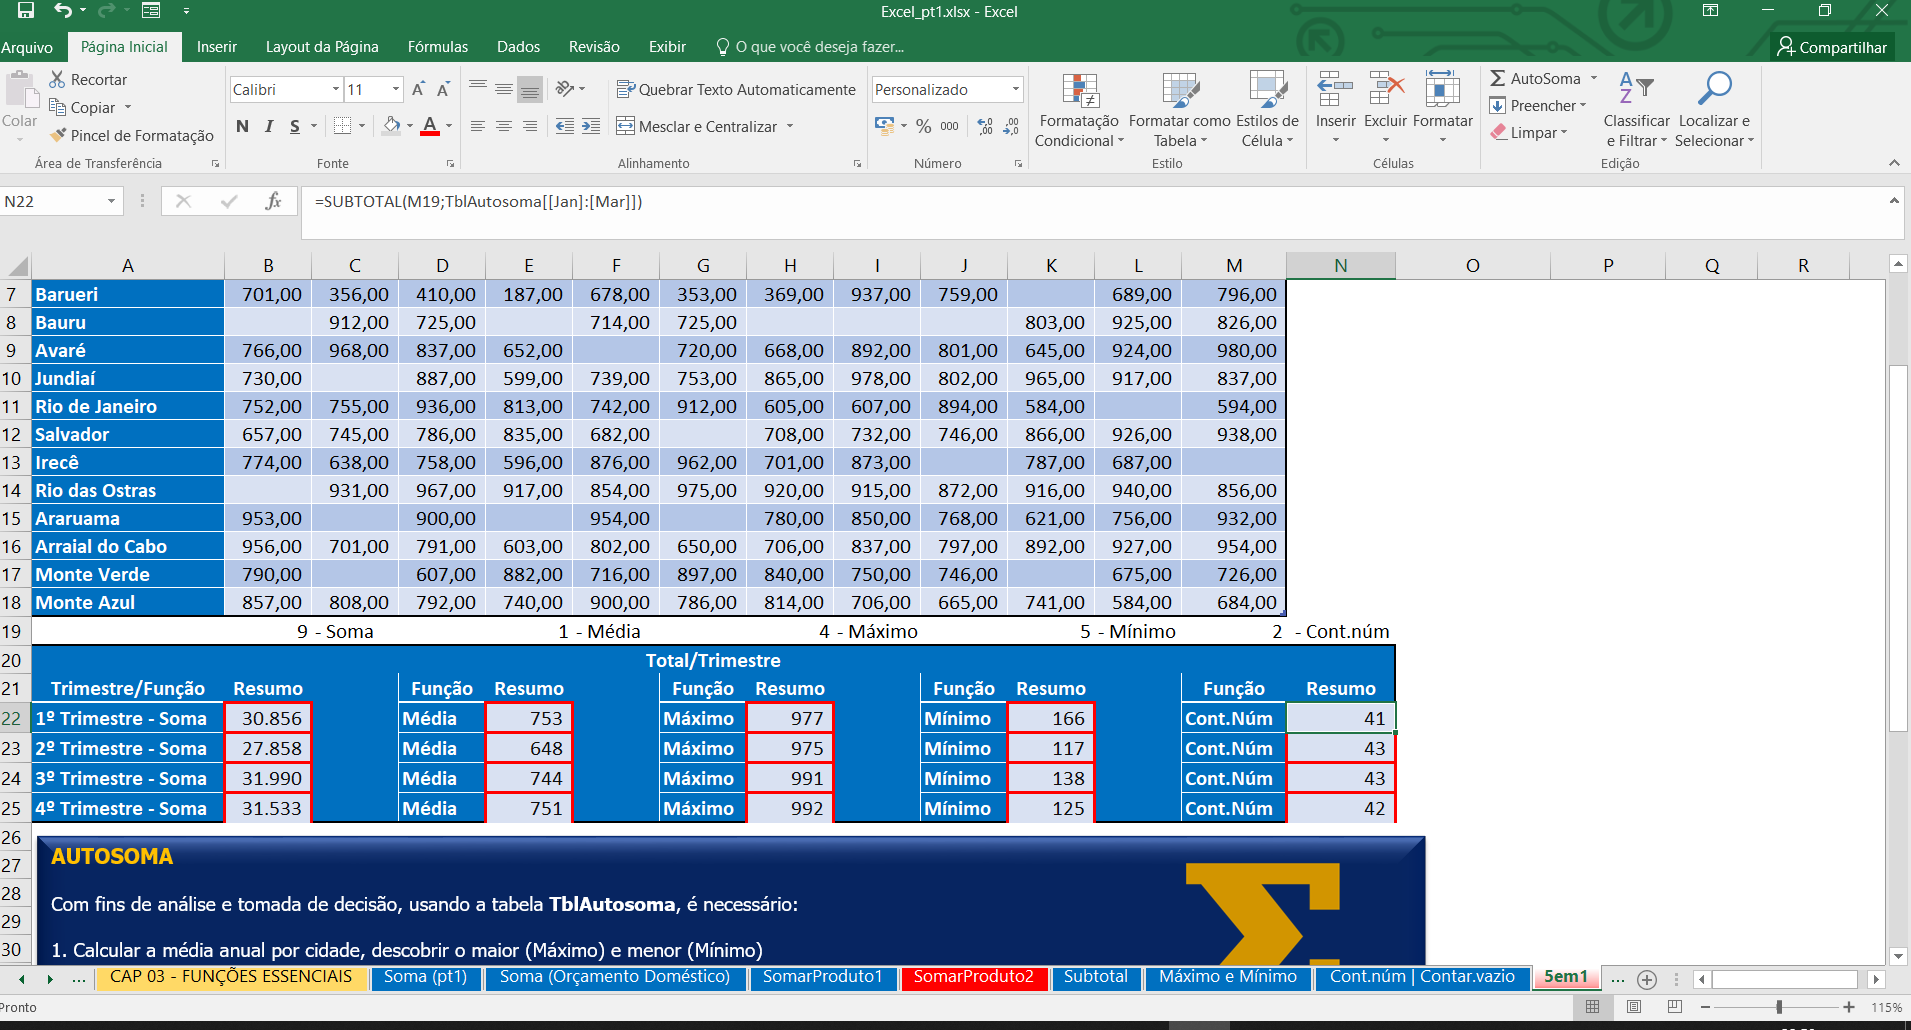 Excel_pt1.xlsx - Excel
Arquivo Página Inicial Inserir Layout da Página Fórmulas Dados Revisão Exibir O que você deseja fazer... Compartilhar
Colar Recortar Copiar Pincel de Formatação
Calibri 11
N I S
Quebrar Texto Automaticamente
Mesclar e Centralizar
Personalizado
% 000
Formatação Condicional
Formatar como Tabela
Estilos de Célula
Inserir Excluir Formatar
AutoSoma
Preencher
Limpar
Classificar e Filtrar
Localizar e Selecionar
Área de Transferência Fonte Alinhamento Número Estilo Células Edição
N22 fx =SUBTOTAL(M19;TblAutosoma[[Jan]:[Mar]])
A B C D E F G H I J K L M N O P Q R
7 Barueri 701,00 356,00 410,00 187,00 678,00 353,00 369,00 937,00 759,00 689,00 796,00
8 Bauru 912,00 725,00 714,00 725,00 803,00 925,00 826,00
9 Avaré 766,00 968,00 837,00 652,00 720,00 668,00 892,00 801,00 645,00 924,00 980,00
10 Jundiaí 730,00 887,00 599,00 739,00 753,00 865,00 978,00 802,00 965,00 917,00 837,00
11 Rio de Janeiro 752,00 755,00 936,00 813,00 742,00 912,00 605,00 607,00 894,00 584,00 594,00
12 Salvador 657,00 745,00 786,00 835,00 682,00 708,00 732,00 746,00 866,00 926,00 938,00
13 Irecê 774,00 638,00 758,00 596,00 876,00 962,00 701,00 873,00 787,00 687,00
14 Rio das Ostras 931,00 967,00 917,00 854,00 975,00 920,00 915,00 872,00 916,00 940,00 856,00
15 Araruama 953,00 900,00 954,00 780,00 850,00 768,00 621,00 756,00 932,00
16 Arraial do Cabo 956,00 701,00 791,00 603,00 802,00 650,00 706,00 837,00 797,00 892,00 927,00 954,00
17 Monte Verde 790,00 607,00 882,00 716,00 897,00 840,00 750,00 746,00 675,00 726,00
18 Monte Azul 857,00 808,00 792,00 740,00 900,00 786,00 814,00 706,00 665,00 741,00 584,00 684,00
19 9 - Soma 1 - Média 4 - Máximo 5 - Mínimo 2 - Cont.núm
20 Total/Trimestre
21 Trimestre/Função Resumo Função Resumo Função Resumo Função Resumo Função Resumo
22 1º Trimestre - Soma 30.856 Média 753 Máximo 977 Mínimo 166 Cont.Núm 41
23 2º Trimestre - Soma 27.858 Média 648 Máximo 975 Mínimo 117 Cont.Núm 43
24 3º Trimestre - Soma 31.990 Média 744 Máximo 991 Mínimo 138 Cont.Núm 43
25 4º Trimestre - Soma 31.533 Média 751 Máximo 992 Mínimo 125 Cont.Núm 42
26
27 AUTOSOMA
28
29 Com fins de análise e tomada de decisão, usando a tabela TblAutosoma, é necessário:
30 1. Calcular a média anual por cidade, descobrir o maior (Máximo) e menor (Mínimo)
... CAP 03 - FUNÇÕES ESSENCIAIS Soma (pt1) Soma (Orçamento Doméstico) SomarProduto1 SomarProduto2 Subtotal Máximo e Mínimo Cont.núm | Contar.vazio 5em1 ...
Pronto 115%